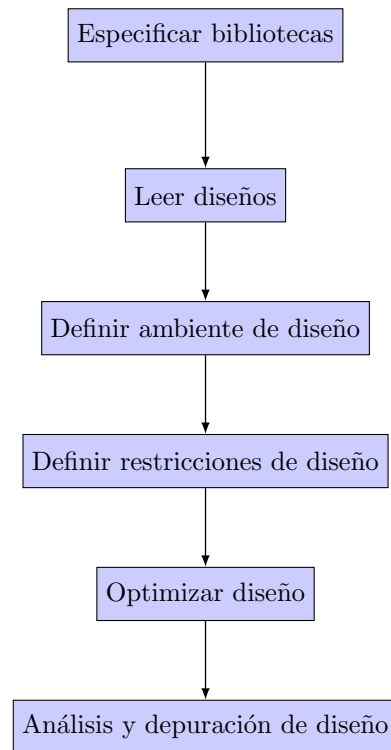 Especificar bibliotecas
Leer diseños
Definir ambiente de diseño
Definir restricciones de diseño
Optimizar diseño
Análisis y depuración de diseño